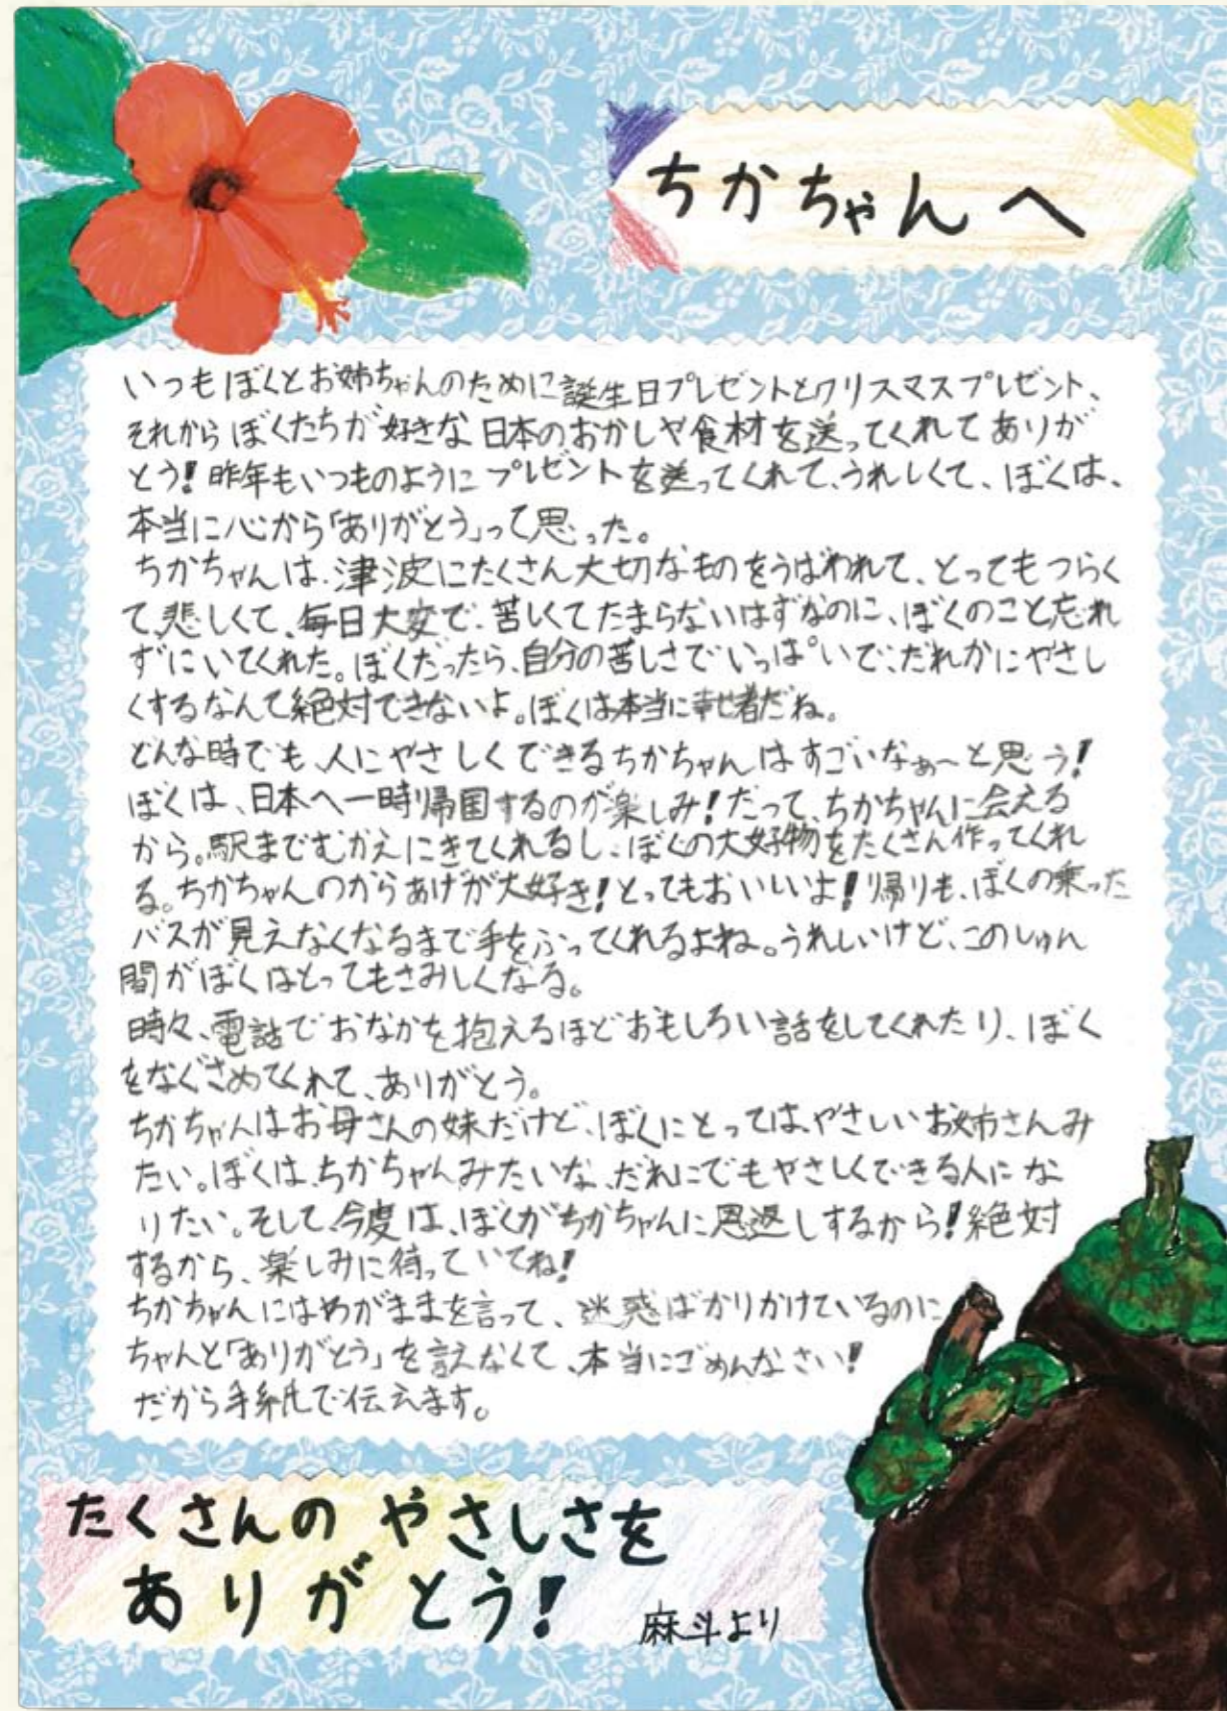 ちかちゃんへ
いつもぼくとお姉ちゃんのために誕生日プレゼントとクリスマスプレゼント、
それからぼくたちが好きな日本のおかしや食材を送ってくれてありが
とう!昨年もいつものようにプレゼントを送ってくれて、うれしくて、ぼくは、
本当に心から「ありがとう」って思った。
ちかちゃんは、津波にたくさん大切なものをうばわれて、とってもつらく
て、悲しくて、毎日大変で、苦しくてたまらないはずなのに、ぼくのこと忘れ
ずにいてくれた。ぼくだったら、自分の苦しさでいっぱいで、だれかにやさし
くするなんて絶対できないよ。ぼくは本当に幸せ者だね。
どんな時でも、人にやさしくできるちかちゃんはすごいなぁ〜と思う!
ぼくは、日本へ一時帰国するのが楽しみ!だって、ちかちゃんに会える
から。駅までむかえにきてくれるし、ぼくの大好物をたくさん作ってくれ
る。ちかちゃんのからあげが大好き!とってもおいしいよ!帰りも、ぼくの乗った
バスが見えなくなるまで手をふってくれるよね。うれしいけど、このしゅん
間がぼくはとってもさみしくなる。
時々、電話でおなかを抱えるほどおもしろい話をしてくれたり、ぼく
をなぐさめてくれて、ありがとう。
ちかちゃんはお母さんの妹だけど、ぼくにとっては、やさしいお姉さんみ
たい。ぼくは、ちかちゃんみたいな、だれにでもやさしくできる人にな
りたい。そして、今度は、ぼくがちかちゃんに恩返しするから!絶対
するから、楽しみに待っていてね!
ちかちゃんにはわがままを言って、迷惑ばかりかけているのに
ちゃんと「ありがとう」を言えなくて、本当にごめんなさい!
だから手紙で伝えます。
たくさんの やさしさを
ありがとう!
麻斗より